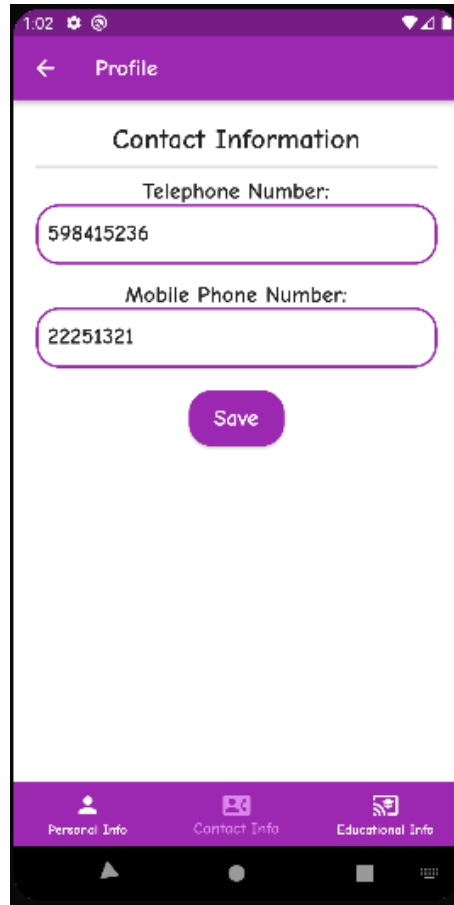 1:02
Profile
Contact Information
Telephone Number:
598415236
Mobile Phone Number:
22251321
Save
Personal Info
Contact Info
Educational Info